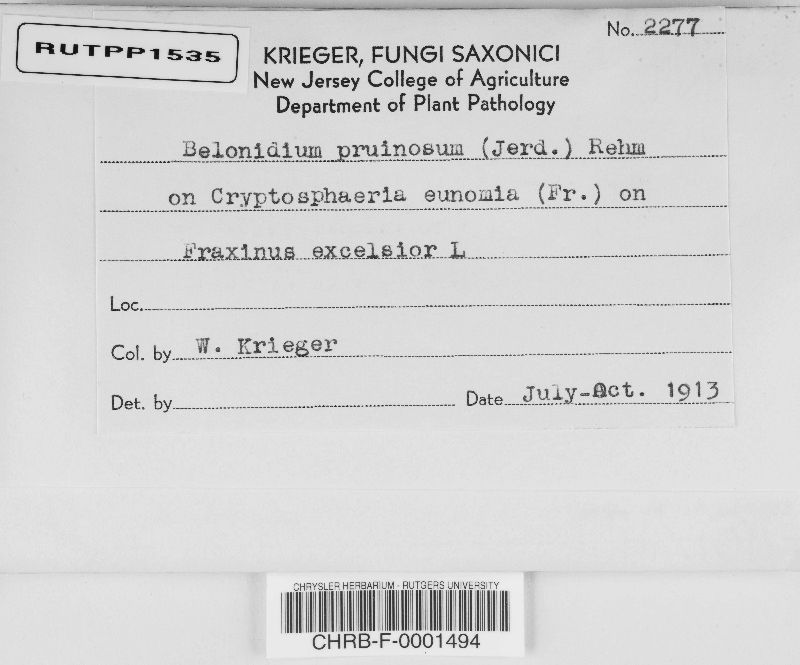 RUTPP1535
No. 2277
KRIEGER, FUNGI SAXONICI
New Jersey College of Agriculture
Department of Plant Pathology
Belonidium pruinosum (Jerd.) Rehm
on Cryptosphaeria eunomia (Fr.) on
Fraxinus excelsior L
Loc.
Col. by W. Krieger
Det. by Date July-Oct. 1913
CHRYSLER HERBARIUM - RUTGERS UNIVERSITY
CHRB-F-0001494